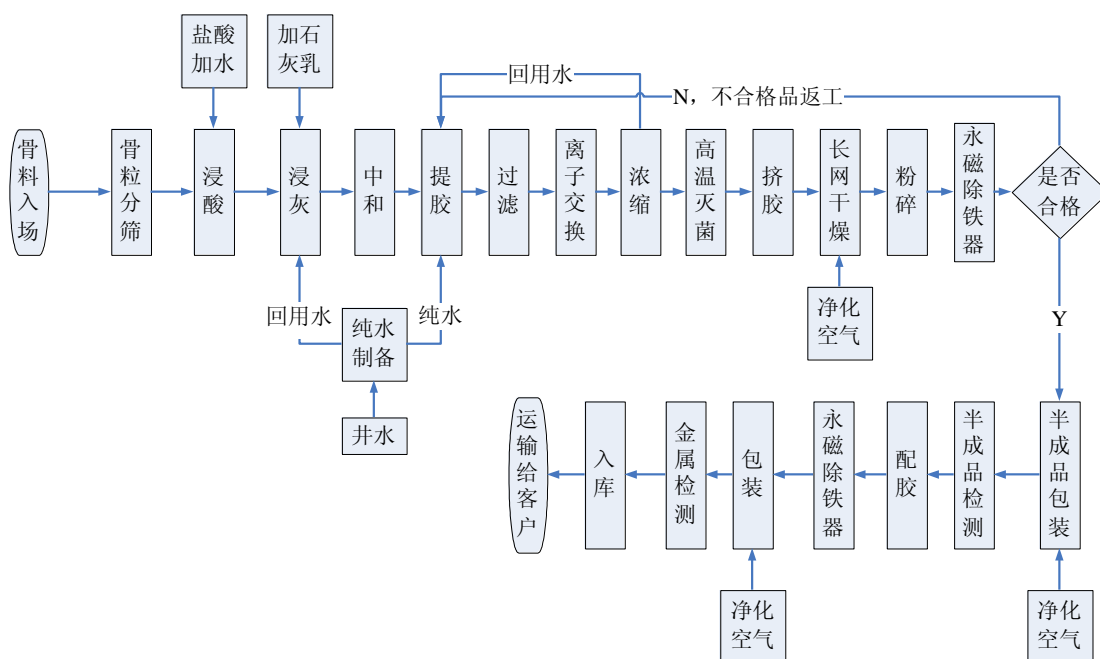 盐酸
加水
加石
灰乳
回用水
N，不合格品返工
骨料入场
骨粒分筛
浸酸
浸灰
中和
提胶
过滤
离子交换
浓缩
高温灭菌
挤胶
长网干燥
粉碎
永磁除铁器
是否
合格
回用水
纯水
纯水
制备
井水
净化
空气
Y
运输给客户
入库
金属检测
包装
永磁除铁器
配胶
半成品检测
半成品包装
净化
空气
净化
空气